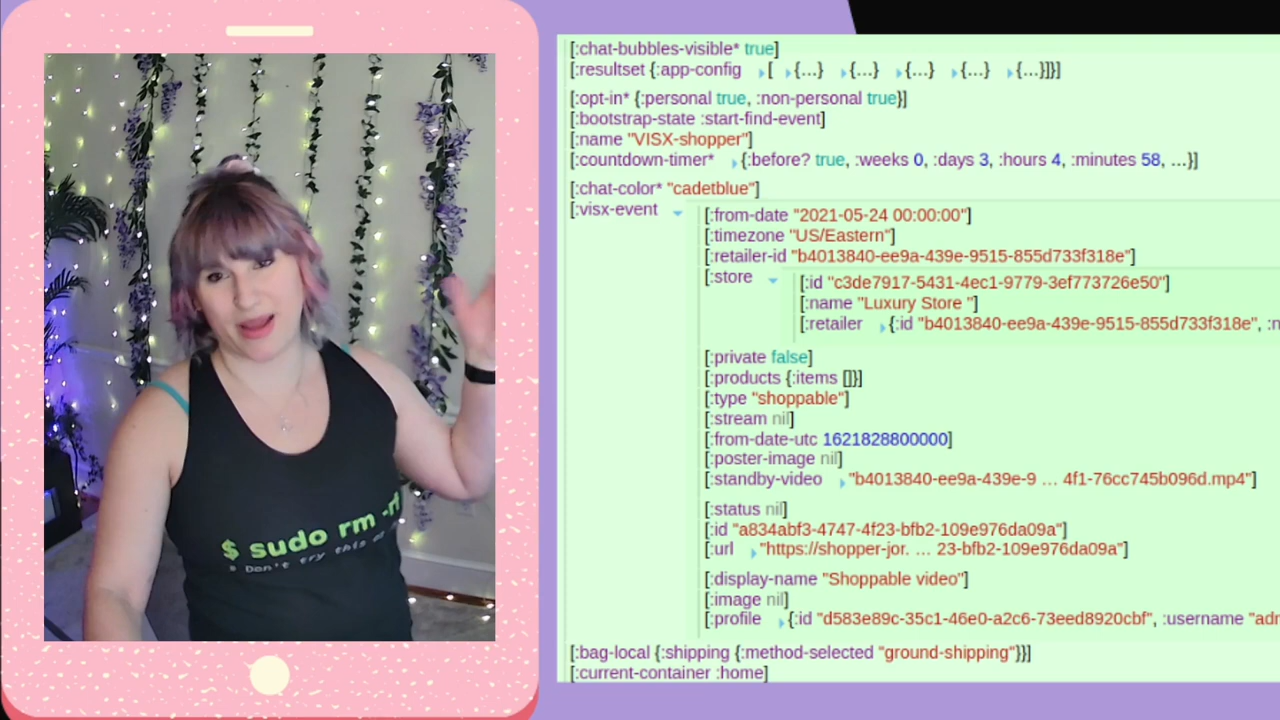 $ sudo rm -rf
* Don't try this at
[:chat-bubbles-visible* true]
[:resultset {:app-config [ {...} {...} {...} {...} {...}]}]
[:opt-in* {:personal true, :non-personal true}]
[:bootstrap-state :start-find-event]
[:name "VISX-shopper"]
[:countdown-timer* {:before? true, :weeks 0, :days 3, :hours 4, :minutes 58, ...}]
[:chat-color* "cadetblue"]
[:visx-event
[:from-date "2021-05-24 00:00:00"]
[:timezone "US/Eastern"]
[:retailer-id "b4013840-ee9a-439e-9515-855d733f318e"]
[:store
[:id "c3de7917-5431-4ec1-9779-3ef773726e50"]
[:name "Luxury Store "]
[:retailer {:id "b4013840-ee9a-439e-9515-855d733f318e", :n
[:private false]
[:products {:items []}]
[:type "shoppable"]
[:stream nil]
[:from-date-utc 1621828800000]
[:poster-image nil]
[:standby-video "b4013840-ee9a-439e-9 ... 4f1-76cc745b096d.mp4"]
[:status nil]
[:id "a834abf3-4747-4f23-bfb2-109e976da09a"]
[:url "https://shopper-jor. ... 23-bfb2-109e976da09a"]
[:display-name "Shoppable video"]
[:image nil]
[:profile {:id "d583e89c-35c1-46e0-a2c6-73eed8920cbf", :username "adr
[:bag-local {:shipping {:method-selected "ground-shipping"}}]
[:current-container :home]